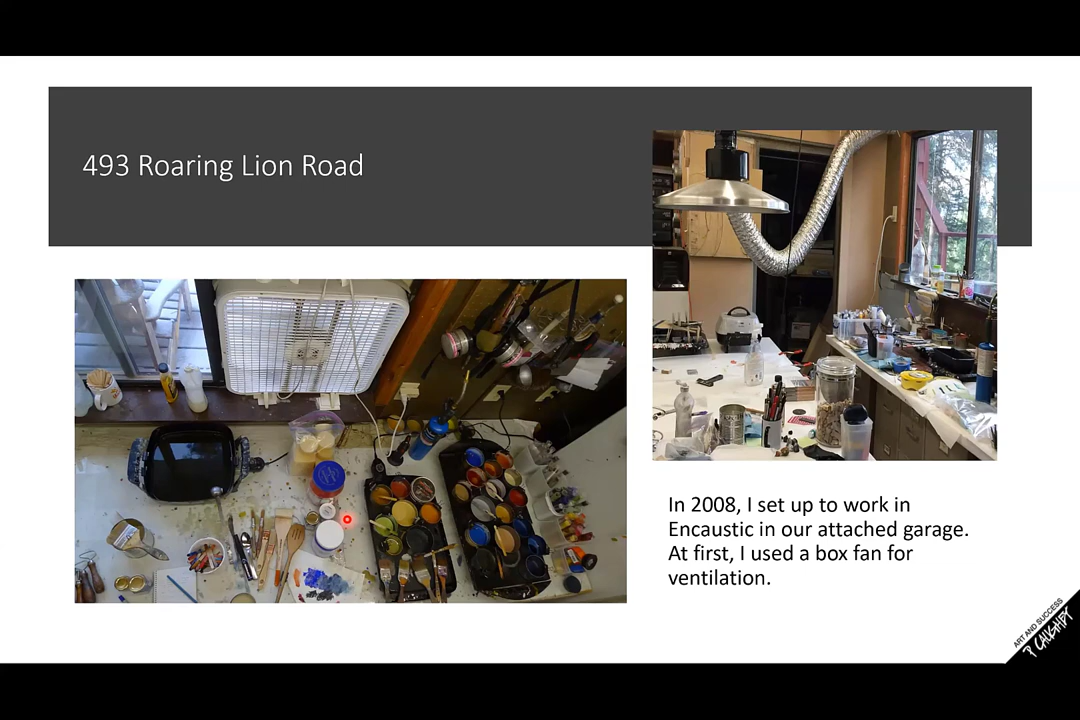 493 Roaring Lion Road
In 2008, I set up to work in
Encaustic in our attached garage.
At first, I used a box fan for
ventilation.
ART AND SUCCESS
P CAUGHEY